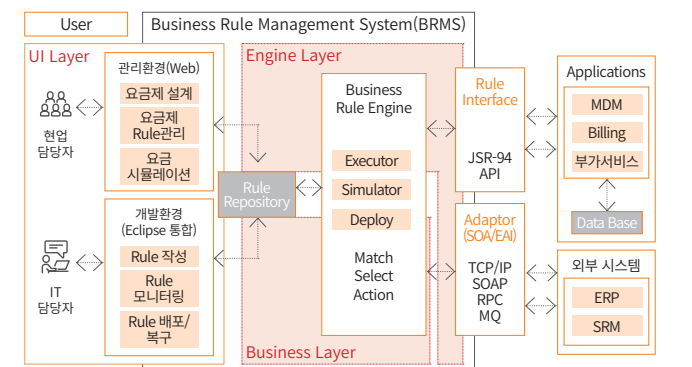 User
Business Rule Management System(BRMS)
UI Layer
현업
담당자
IT
담당자
관리환경(Web)
요금제 설계
요금제
Rule관리
요금
시뮬레이션
개발환경
(Eclipse 통합)
Rule 작성
Rule
모니터링
Rule 배포/
복구
Engine Layer
Rule
Repository
Business
Rule Engine
Executor
Simulator
Deploy
Match
Select
Action
Business Layer
Rule
Interface
JSR-94
API
Adaptor
(SOA/EAI)
TCP/IP
SOAP
RPC
MQ
Applications
MDM
Billing
부가서비스
Data Base
외부 시스템
ERP
SRM